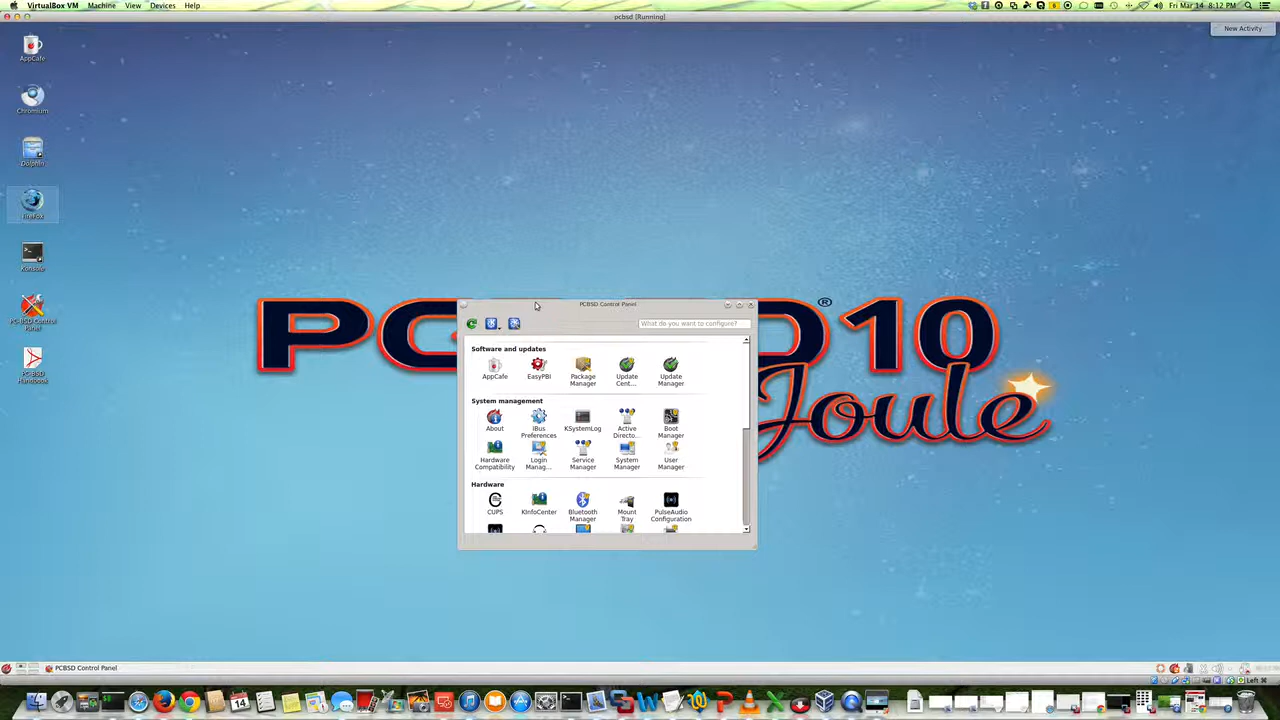 VirtualBox VM Machine View Devices Help
6 Fri Mar 14 8:12 PM
pcbsd [Running]
New Activity
AppCafe
Chromium
Dolphin
FireFox
Konsole
PC-BSD Control
Panel
PC-BSD
Handbook
PC D®10
Joule
PCBSD Control Panel
What do you want to configure?
Software and updates
AppCafe EasyPBI Package Manager Update Cent... Update Manager
System management
About IBus Preferences KSystemLog Active Directo... Boot Manager
Hardware Compatibility Login Manag... Service Manager System Manager User Manager
Hardware
CUPS KInfoCenter Bluetooth Manager Mount Tray PulseAudio Configuration
PCBSD Control Panel
Left ⌘
14